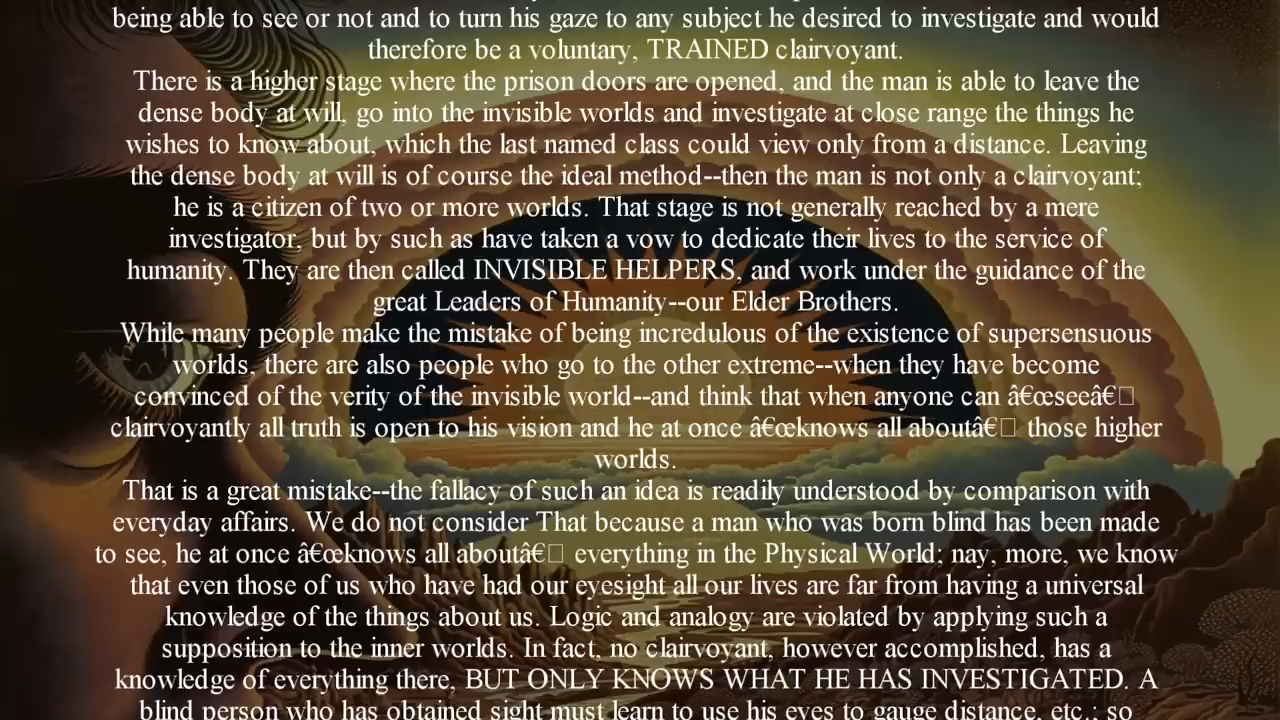 being able to see or not and to turn his gaze to any subject he desired to investigate and would
therefore be a voluntary, TRAINED clairvoyant.
There is a higher stage where the prison doors are opened, and the man is able to leave the
dense body at will, go into the invisible worlds and investigate at close range the things he
wishes to know about, which the last named class could view only from a distance. Leaving
the dense body at will is of course the ideal method--then the man is not only a clairvoyant;
he is a citizen of two or more worlds. That stage is not generally reached by a mere
investigator, but by such as have taken a vow to dedicate their lives to the service of
humanity. They are then called INVISIBLE HELPERS, and work under the guidance of the
great Leaders of Humanity--our Elder Brothers.
While many people make the mistake of being incredulous of the existence of supersensuous
worlds, there are also people who go to the other extreme--when they have become
convinced of the verity of the invisible world--and think that when anyone can â€œseeâ€□
clairvoyantly all truth is open to his vision and he at once â€œknows all aboutâ€□ those higher
worlds.
That is a great mistake--the fallacy of such an idea is readily understood by comparison with
everyday affairs. We do not consider That because a man who was born blind has been made
to see, he at once â€œknows all aboutâ€□ everything in the Physical World; nay, more, we know
that even those of us who have had our eyesight all our lives are far from having a universal
knowledge of the things about us. Logic and analogy are violated by applying such a
supposition to the inner worlds. In fact, no clairvoyant, however accomplished, has a
knowledge of everything there, BUT ONLY KNOWS WHAT HE HAS INVESTIGATED. A
blind person who has obtained sight must learn to use his eyes to gauge distance, etc.; so